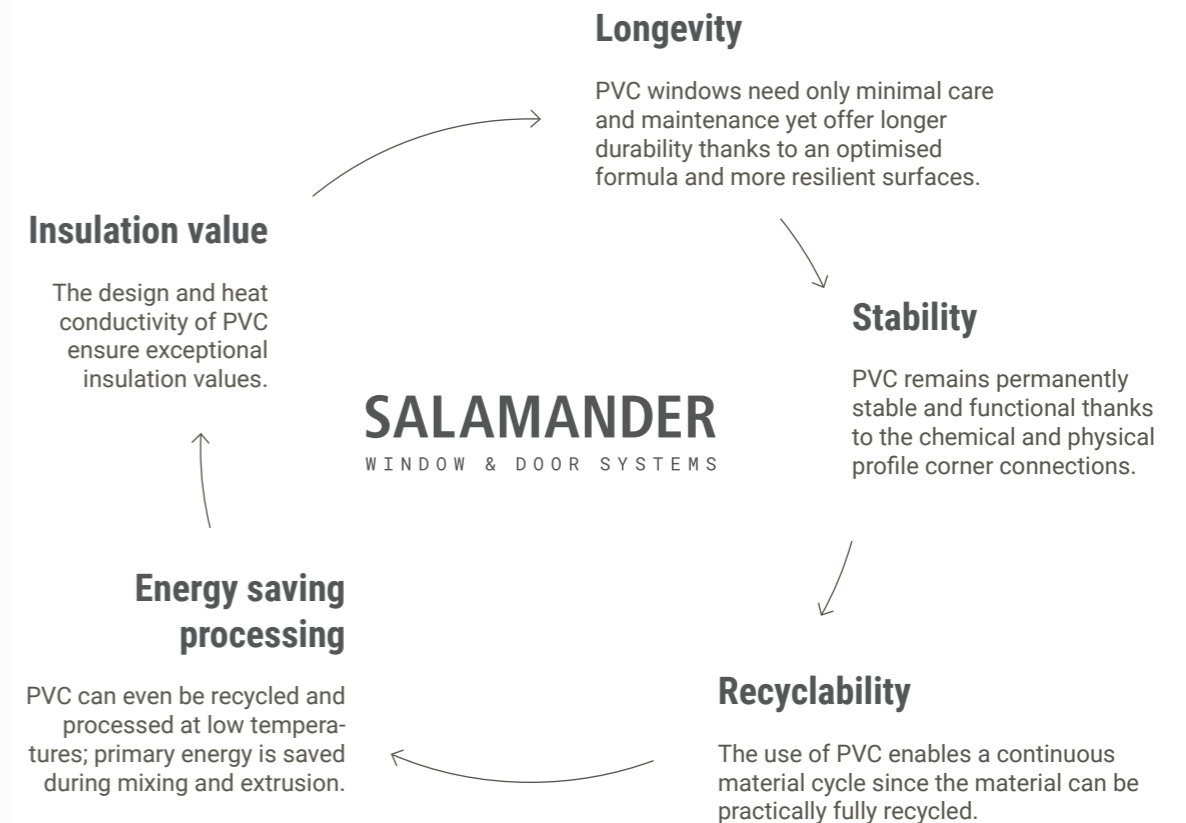 Longevity
PVC windows need only minimal care
and maintenance yet offer longer
durability thanks to an optimised
formula and more resilient surfaces.
Insulation value
The design and heat
conductivity of PVC
ensure exceptional
insulation values.
Stability
PVC remains permanently
stable and functional thanks
to the chemical and physical
profile corner connections.
SALAMANDER
WINDOW & DOOR SYSTEMS
Energy saving
processing
PVC can even be recycled and
processed at low tempera-
tures; primary energy is saved
during mixing and extrusion.
Recyclability
The use of PVC enables a continuous
material cycle since the material can be
practically fully recycled.